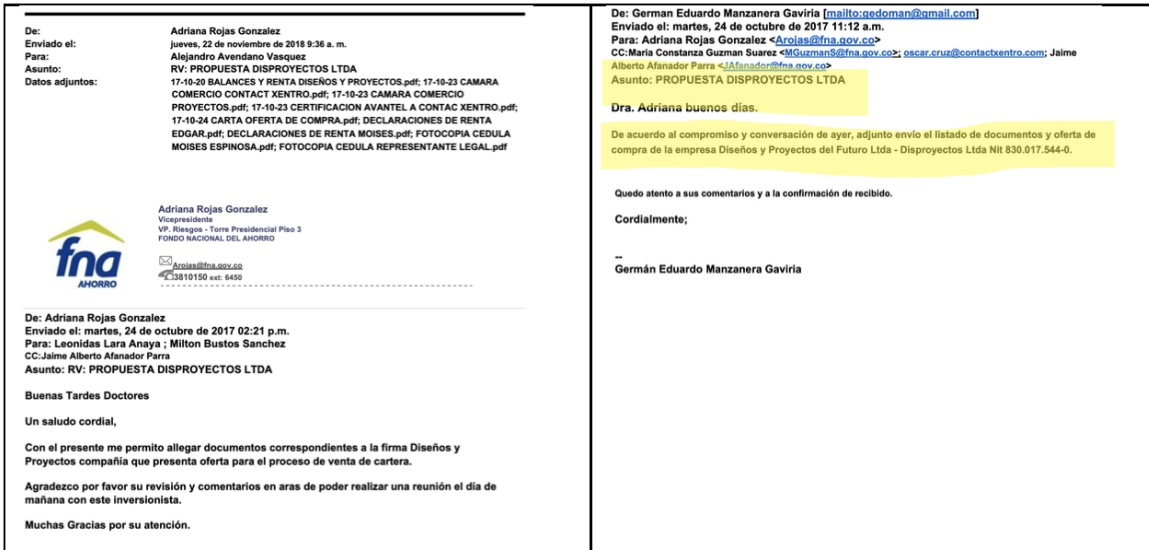 De: Adriana Rojas Gonzalez
Enviado el: jueves, 22 de noviembre de 2018 9:36 a. m.
Para: Alejandro Avendano Vasquez
Asunto: RV: PROPUESTA DISPROYECTOS LTDA
Datos adjuntos: 17-10-20 BALANCES Y RENTA DISEÑOS Y PROYECTOS.pdf; 17-10-23 CAMARA
COMERCIO CONTACT XENTRO.pdf; 17-10-23 CAMARA COMERCIO
PROYECTOS.pdf; 17-10-23 CERTIFICACION AVANTEL A CONTAC XENTRO.pdf;
17-10-24 CARTA OFERTA DE COMPRA.pdf; DECLARACIONES DE RENTA
EDGAR.pdf; DECLARACIONES DE RENTA MOISES.pdf; FOTOCOPIA CEDULA
MOISES ESPINOSA.pdf; FOTOCOPIA CEDULA REPRESENTANTE LEGAL.pdf
fna
AHORRO
Adriana Rojas Gonzalez
Vicepresidente
VP. Riesgos - Torre Presidencial Piso 3
FONDO NACIONAL DEL AHORRO
Arojas@fna.gov.co
3810150 ext: 6450
De: Adriana Rojas Gonzalez
Enviado el: martes, 24 de octubre de 2017 02:21 p.m.
Para: Leonidas Lara Anaya ; Milton Bustos Sanchez
CC:Jaime Alberto Afanador Parra
Asunto: RV: PROPUESTA DISPROYECTOS LTDA
Buenas Tardes Doctores
Un saludo cordial,
Con el presente me permito allegar documentos correspondientes a la firma Diseños y
Proyectos compañía que presenta oferta para el proceso de venta de cartera.
Agradezco por favor su revisión y comentarios en aras de poder realizar una reunión el día de
mañana con este inversionista.
Muchas Gracias por su atención.
De: German Eduardo Manzanera Gaviria [mailto:gedoman@gmail.com]
Enviado el: martes, 24 de octubre de 2017 11:12 a.m.
Para: Adriana Rojas Gonzalez <Arojas@fna.gov.co>
CC:Maria Constanza Guzman Suarez <MGuzmanS@fna.gov.co>; oscar.cruz@contactxentro.com; Jaime
Alberto Afanador Parra <JAfanador@fna.gov.co>
Asunto: PROPUESTA DISPROYECTOS LTDA
Dra. Adriana buenos días.
De acuerdo al compromiso y conversación de ayer, adjunto envío el listado de documentos y oferta de
compra de la empresa Diseños y Proyectos del Futuro Ltda - Disproyectos Ltda Nit 830.017.544-0.
Quedo atento a sus comentarios y a la confirmación de recibido.
Cordialmente;
--
Germán Eduardo Manzanera Gaviria